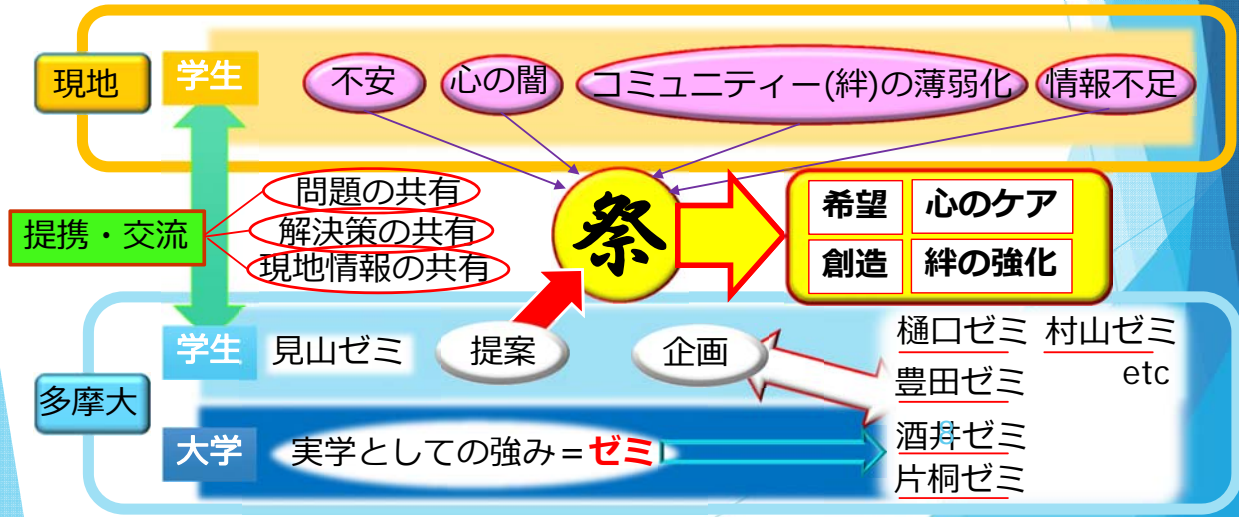 現地
学生
不安
心の闇
コミュニティー(絆)の薄弱化
情報不足
提携・交流
問題の共有
解決策の共有
現地情報の共有
祭
希望
心のケア
創造
絆の強化
多摩大
学生
見山ゼミ
提案
企画
樋口ゼミ 村山ゼミ
豊田ゼミ etc
酒井ゼミ
8
片桐ゼミ
大学
実学としての強み＝ゼミ